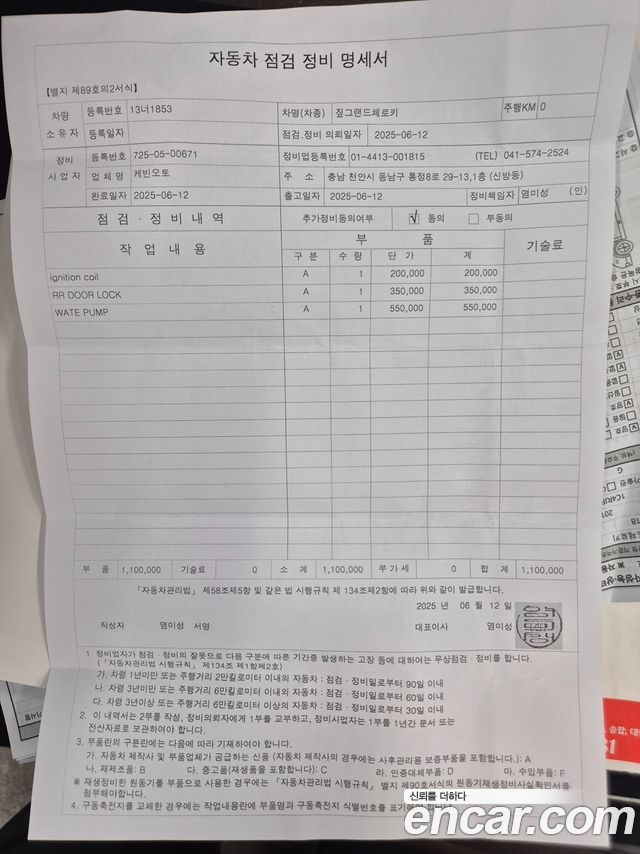 자동차 점검 정비 명세서
[별지 제89호의2서식]
차량 등록번호 13너1853 차명(차종) 짚그랜드체로키 주행KM 0
소유자 등록일자 점검.정비 의뢰일자 2025-06-12
정비 등록번호 725-05-00671 정비업등록번호 01-4413-001815 (TEL) 041-574-2524
사업자 업체명 케빈오토 주 소 충남 천안시 동남구 통정8로 29-13,1층 (신방동)
완료일자 2025-06-12 출고일자 2025-06-12 정비책임자 염미성 (인)
점검·정비내역 추가정비동의여부 √ 동의 부동의
작업내용 부품 기술료
구분 수량 단가 계
ignition coil A 1 200,000 200,000
RR DOOR LOCK A 1 350,000 350,000
WATE PUMP A 1 550,000 550,000
부품 1,100,000 기술료 0 소계 1,100,000 부가세 0 합계 1,100,000
「자동차관리법」 제58조제5항 및 같은 법 시행규칙 제 134조제2항에 따라 위와 같이 발급합니다.
2025 년 06 월 12 일
작성자 염미성 서명 대표이사 염미성
1. 정비업자가 점검·정비의 잘못으로 다음 구분에 따른 기간중 발생하는 고장 등에 대하여는 무상점검·정비를 합니다.
(「자동차관리법 시행규칙」 제134조 제1항제2호)
가. 차령 1년미만 또는 주행거리 2만킬로미터 이내의 자동차 : 점검·정비일로부터 90일 이내
나. 차령 3년미만 또는 주행거리 6만킬로미터 이내의 자동차 : 점검·정비일로부터 60일 이내
다. 차령 3년이상 또는 주행거리 6만킬로미터 이상의 자동차 : 점검·정비일로부터 30일 이내
2. 이 내역서는 2부를 작성, 정비의뢰자에게 1부를 교부하고, 정비사업자는 1부를 1년간 문서 또는
전산자료로 보관하여야 합니다.
3. 부품란의 구분란에는 다음에 따라 기재하여야 합니다.
가. 자동차 제작사 및 부품업체가 공급하는 신품 (자동차 제작사의 경우에는 사후관리용 보증부품을 포함합니다): A
나. 재제조품: B 다. 중고품(재생품을 포함합니다): C 라. 인증대체부품: D 마. 수입부품: F
※ 재생정비한 원동기를 부품으로 사용한 경우에는 「자동차관리법 시행규칙」 별지 제90호서식의 원동기재생정비사실확인서를
첨부해야합니다.
4. 구동축전지를 교체한 경우에는 작업내용란에 부품명과 구동축전지 식별번호를 표기해야
신뢰를 더하다
encar.com